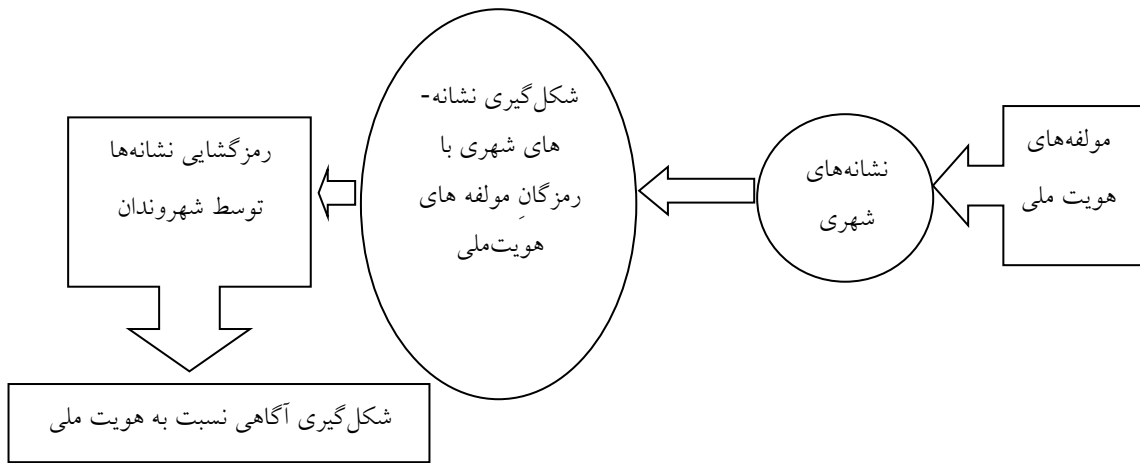 مولفه‌های
هویت ملی
نشانه‌های
شهری
شکل‌گیری نشانه-
های شهری با
رمزگانِ مولفه های
هویت‌ملی
رمزگشایی نشانه‌ها
توسط شهروندان
شکل‌گیری آگاهی نسبت به هویت ملی